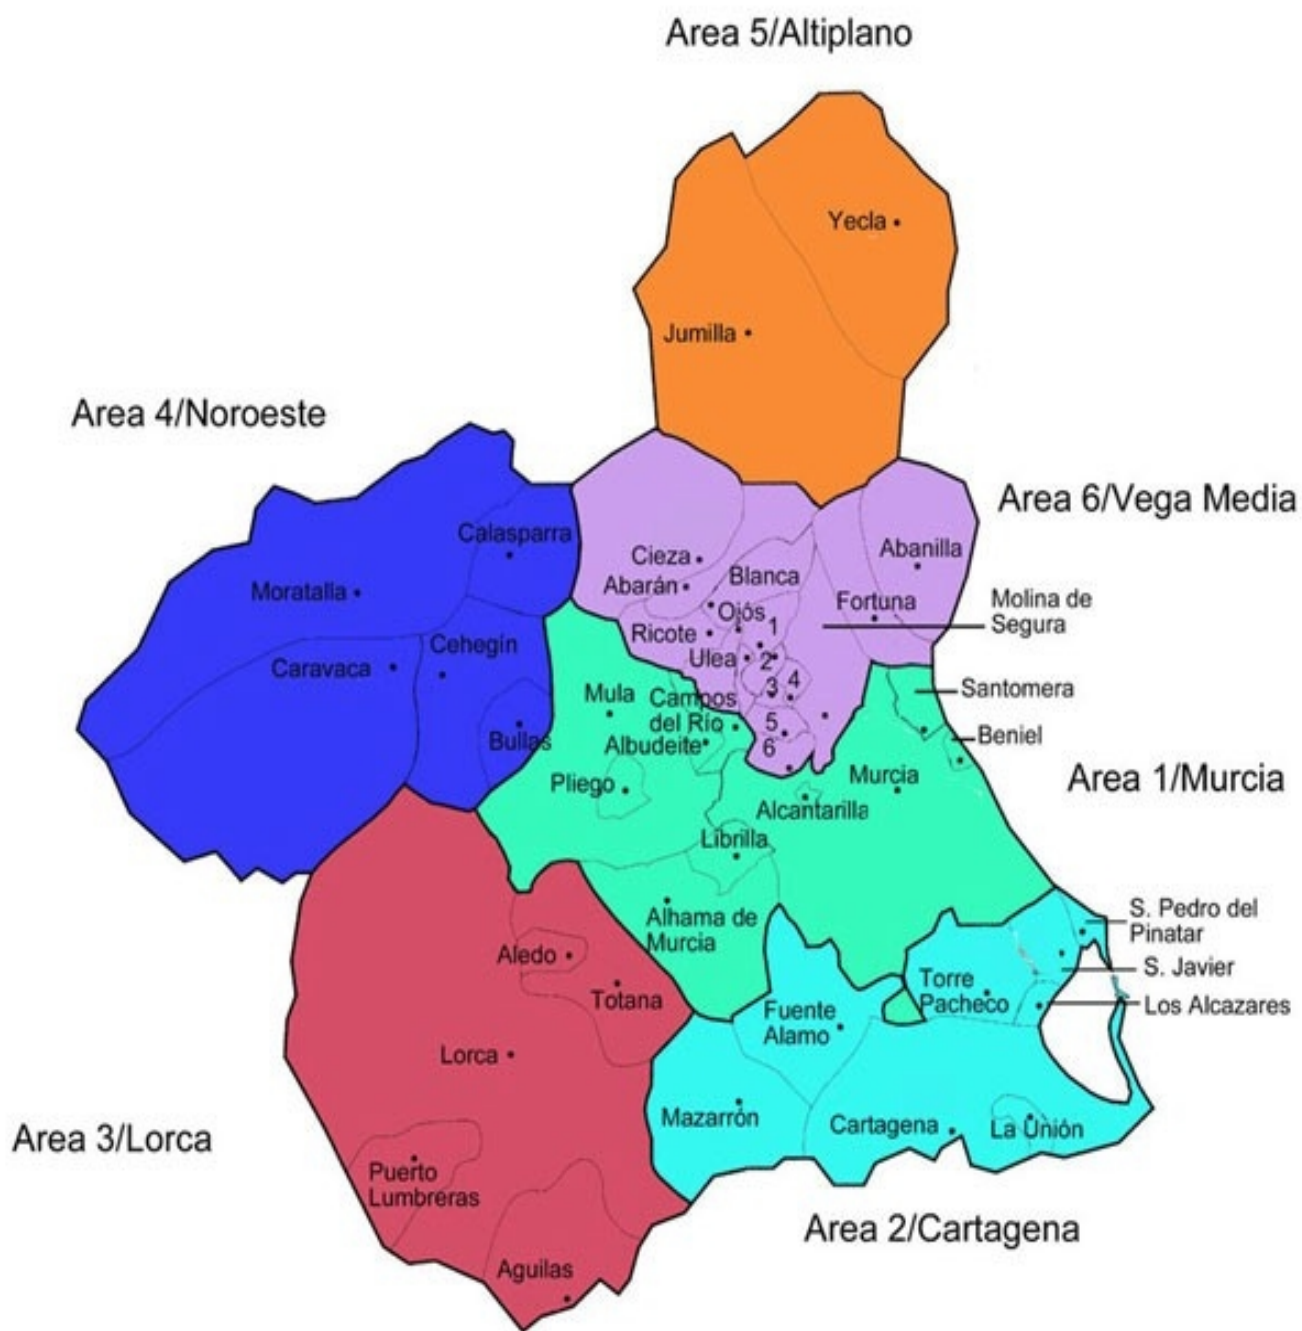 Area 5/Altiplano
Yecla
Jumilla
Area 4/Noroeste
Area 6/Vega Media
Calasparra
Moratalla
Cehegín
Caravaca
Bullas
Cieza
Abarán
Blanca
Abanilla
Fortuna
Ojós
Ricote
Ulea
1
2
3
4
5
6
Molina de
Segura
Santomera
Beniel
Area 1/Murcia
Mula
Campos
del Río
Albudeite
Pliego
Murcia
Alcantarilla
Librilla
Alhama de
Murcia
S. Pedro del
Pinatar
S. Javier
Los Alcazares
Aledo
Totana
Lorca
Torre
Pacheco
Fuente
Alamo
Mazarrón
Cartagena
La Unión
Area 3/Lorca
Puerto
Lumbreras
Aguilas
Area 2/Cartagena